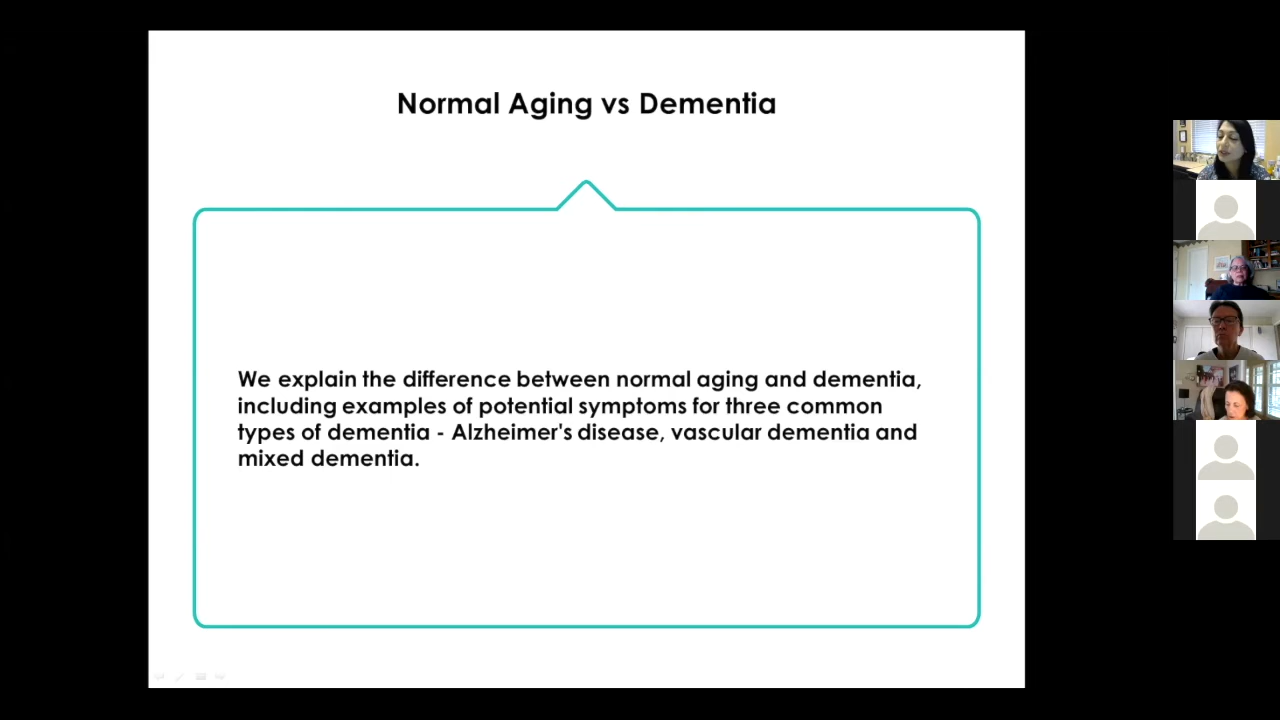 Normal Aging vs Dementia
We explain the difference between normal aging and dementia,
including examples of potential symptoms for three common
types of dementia - Alzheimer's disease, vascular dementia and
mixed dementia.